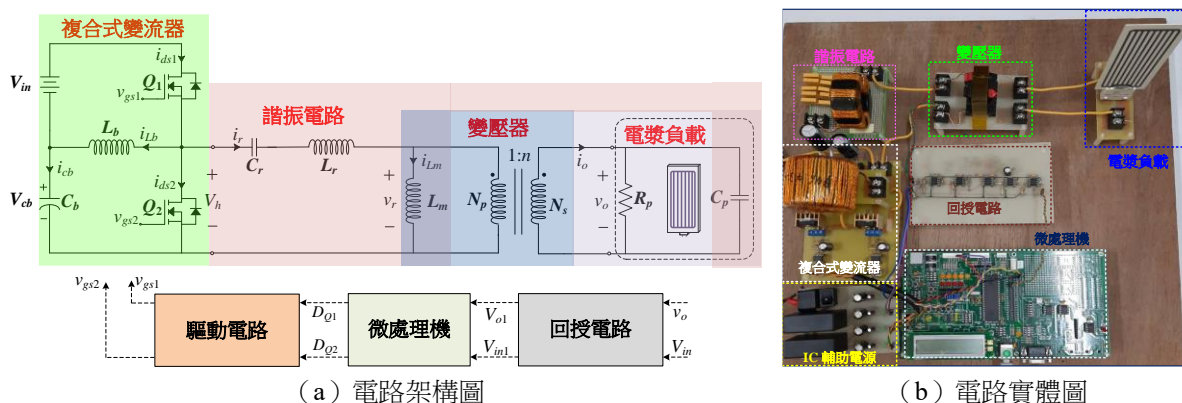 複合式變流器
i_ds1
V_in
Q_1
v_gs1
L_b
i_Lb
諧振電路
i_r
C_r
L_r
變壓器
1:n
電漿負載
i_cb
i_ds2
V_cb
C_b
Q_2
v_gs2
V_h
+
−
i_Lm
v_r
L_m
N_p
N_s
i_o
v_o
R_p
C_p
v_gs2
v_gs1
驅動電路
D_Q1
D_Q2
微處理機
V_o1
V_in1
回授電路
v_o
V_in
(a)電路架構圖
諧振電路
變壓器
電漿負載
回授電路
微處理機
複合式變流器
IC 輔助電源
(b)電路實體圖